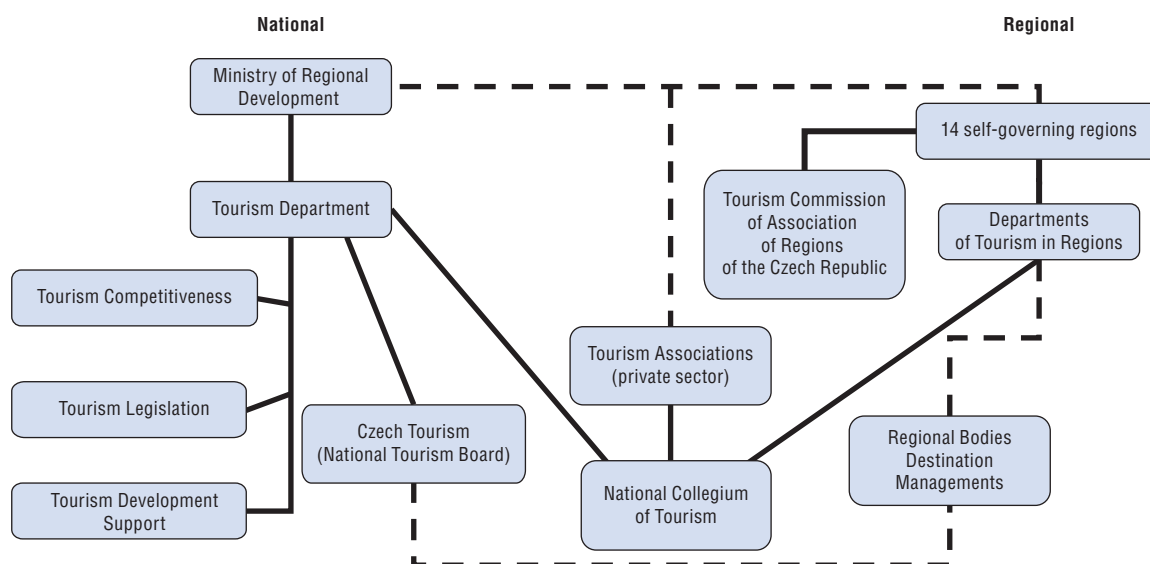 National
Regional
Ministry of Regional
Development
14 self-governing regions
Tourism Department
Tourism Commission
of Association
of Regions
of the Czech Republic
Departments
of Tourism in Regions
Tourism Competitiveness
Tourism Associations
(private sector)
Tourism Legislation
Czech Tourism
(National Tourism Board)
Regional Bodies
Destination
Managements
Tourism Development
Support
National Collegium
of Tourism